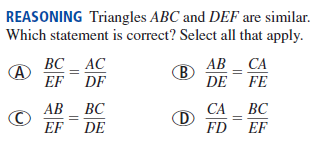 REASONING Triangles ABC and DEF are similar.
Which statement is correct? Select all that apply.
Ⓐ BC/EF = AC/DF Ⓑ AB/DE = CA/FE
Ⓒ AB/EF = BC/DE Ⓓ CA/FD = BC/EF